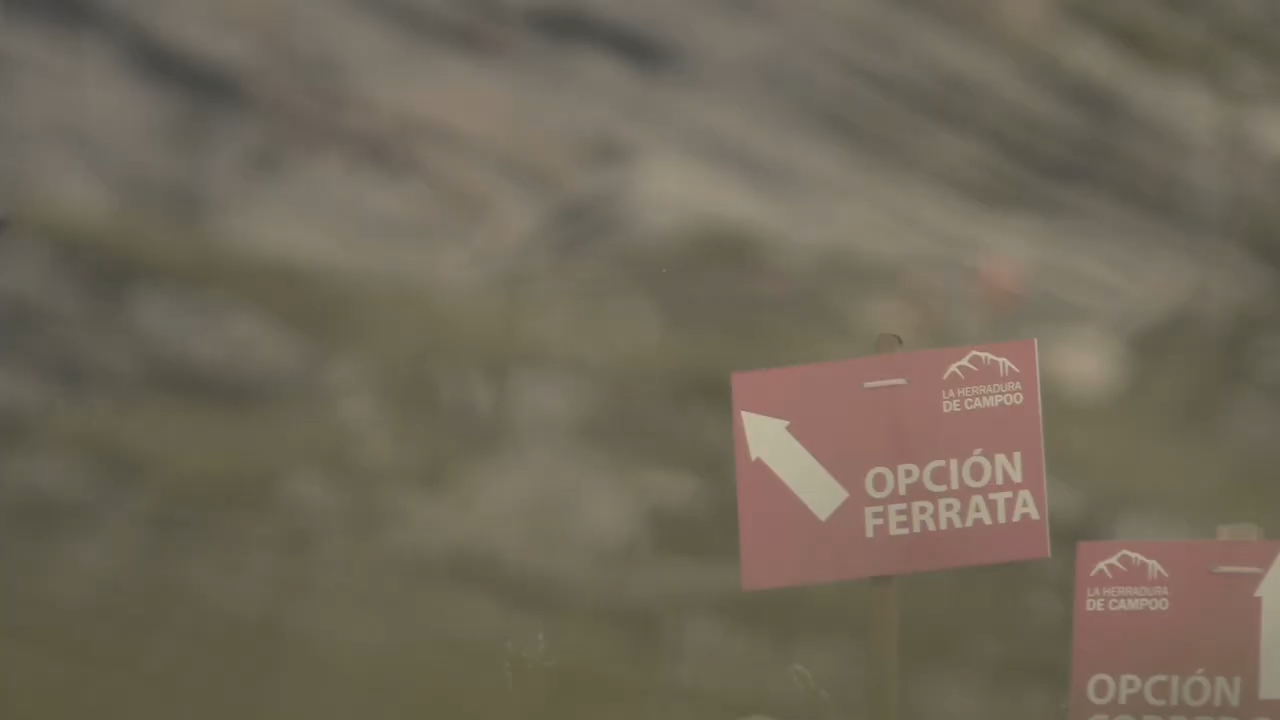 LA HERRADURA
DE CAMPOO
OPCIÓN
FERRATA
LA HERRADURA
DE CAMPOO
OPCIÓN